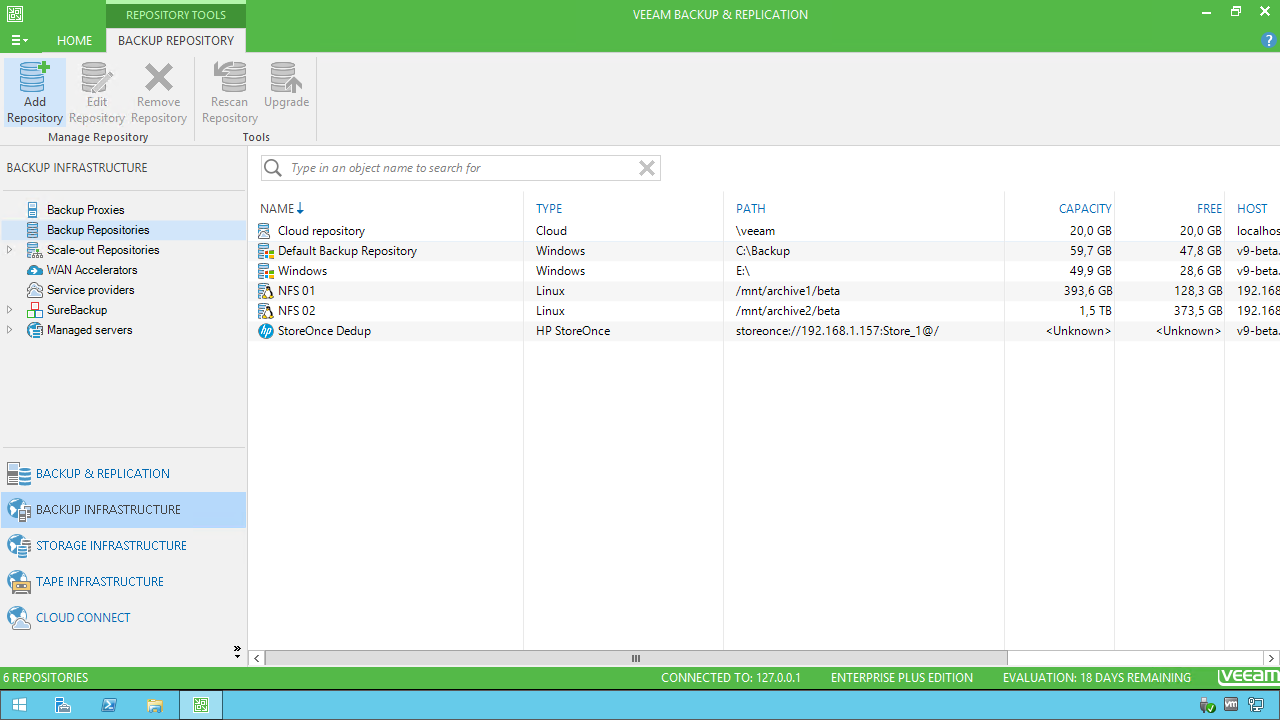 REPOSITORY TOOLS
VEEAM BACKUP & REPLICATION
HOME
BACKUP REPOSITORY
?
Add Repository
Edit Repository
Remove Repository
Rescan Repository
Upgrade
Manage Repository
Tools
BACKUP INFRASTRUCTURE
Type in an object name to search for
Backup Proxies
Backup Repositories
Scale-out Repositories
WAN Accelerators
Service providers
SureBackup
Managed servers
NAME TYPE PATH CAPACITY FREE HOST
Cloud repository Cloud \veeam 20,0 GB 20,0 GB localhos
Default Backup Repository Windows C:\Backup 59,7 GB 47,8 GB v9-beta.
Windows Windows E:\ 49,9 GB 28,6 GB v9-beta.
NFS 01 Linux /mnt/archive1/beta 393,6 GB 128,3 GB 192.168
NFS 02 Linux /mnt/archive2/beta 1,5 TB 373,5 GB 192.168
hp StoreOnce Dedup HP StoreOnce storeonce://192.168.1.157:Store_1@/ <Unknown> <Unknown> v9-beta.
BACKUP & REPLICATION
BACKUP INFRASTRUCTURE
STORAGE INFRASTRUCTURE
TAPE INFRASTRUCTURE
CLOUD CONNECT
6 REPOSITORIES
CONNECTED TO: 127.0.0.1
ENTERPRISE PLUS EDITION
EVALUATION: 18 DAYS REMAINING
veeam
vm